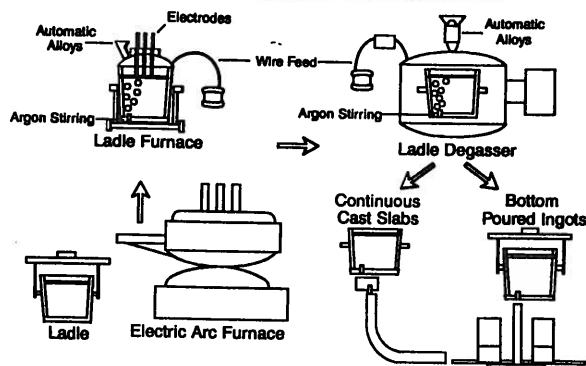 Electrodes
Automatic
Alloys
Wire Feed
Argon Stirring
Ladle Furnace
Automatic
Alloys
Argon Stirring
Ladle Degasser
Continuous
Cast Slabs
Bottom
Poured Ingots
Ladle
Electric Arc Furnace